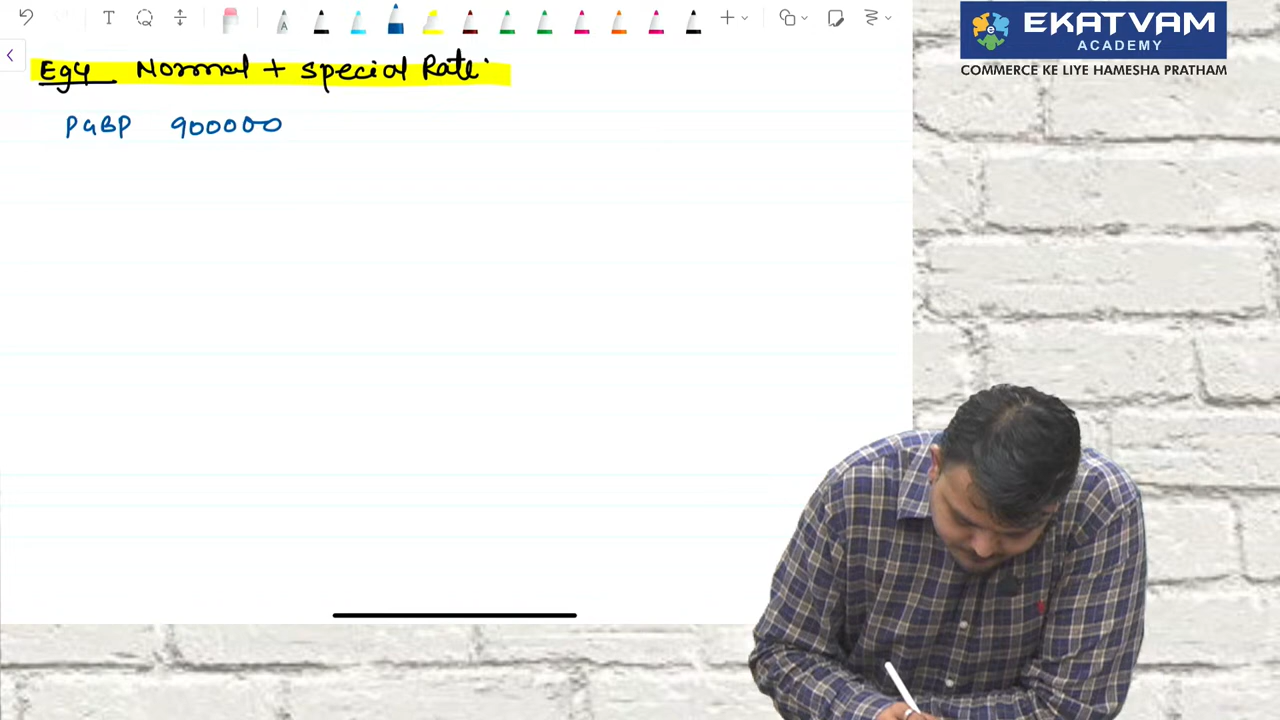 EKATVAM
ACADEMY
COMMERCE KE LIYE HAMESHA PRATHAM
Eg4 Normal + special Rate
PGBP 900000